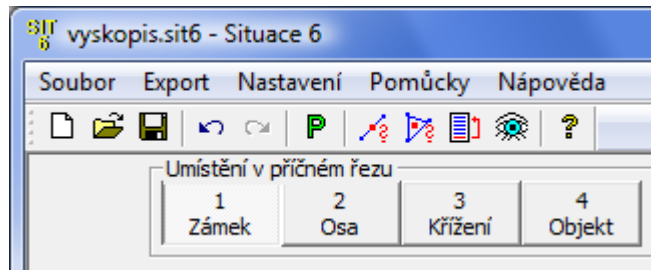 SIT
6
vyskopis.sit6 - Situace 6
Soubor Export Nastavení Pomůcky Nápověda
P ? ? ?
Umístění v příčném řezu
1 2 3 4
Zámek Osa Křížení Objekt